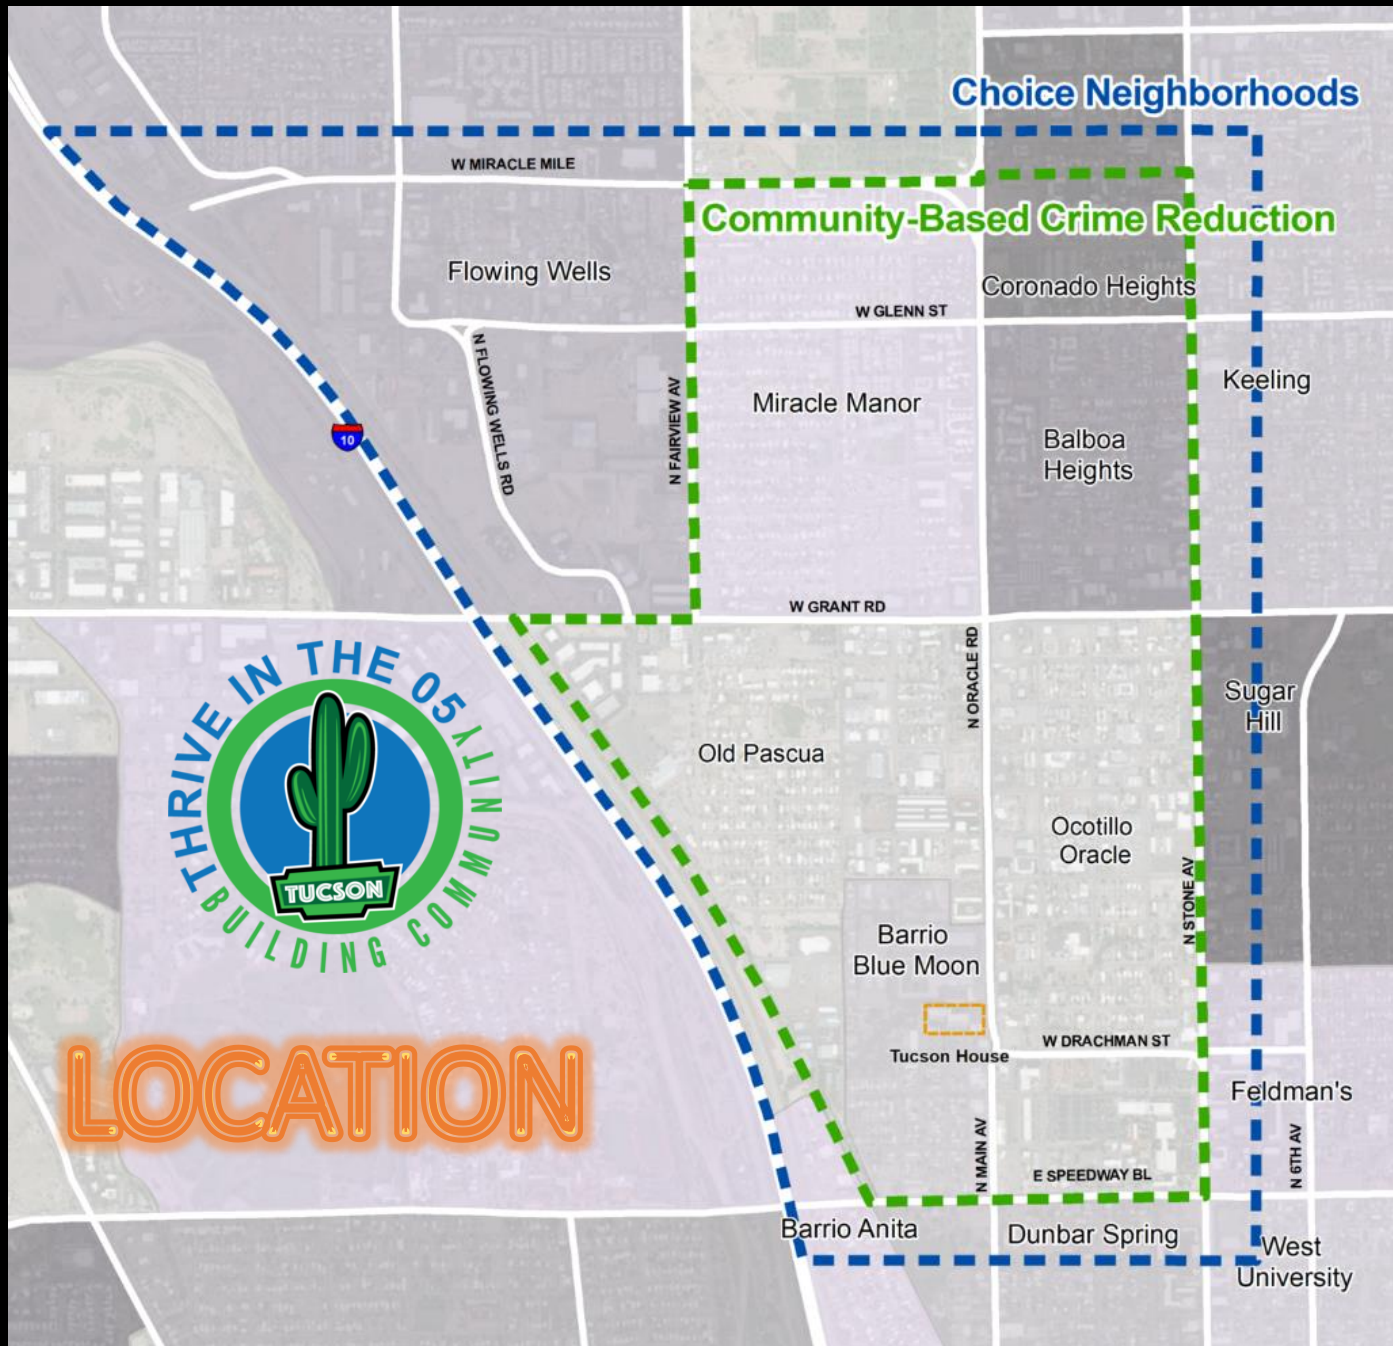 Choice Neighborhoods
W MIRACLE MILE
Community-Based Crime Reduction
Flowing Wells
Coronado Heights
W GLENN ST
N FLOWING WELLS RD
N FAIRVIEW AV
Miracle Manor
Keeling
10
Balboa
Heights
W GRANT RD
N ORACLE RD
THRIVE IN THE 05
BUILDING COMMUNITY
TUCSON
Sugar
Hill
Old Pascua
Ocotillo
Oracle
N STONE AV
Barrio
Blue Moon
Tucson House
W DRACHMAN ST
LOCATION
Feldman's
N MAIN AV
E SPEEDWAY BL
N 6TH AV
Barrio Anita
Dunbar Spring
West
University